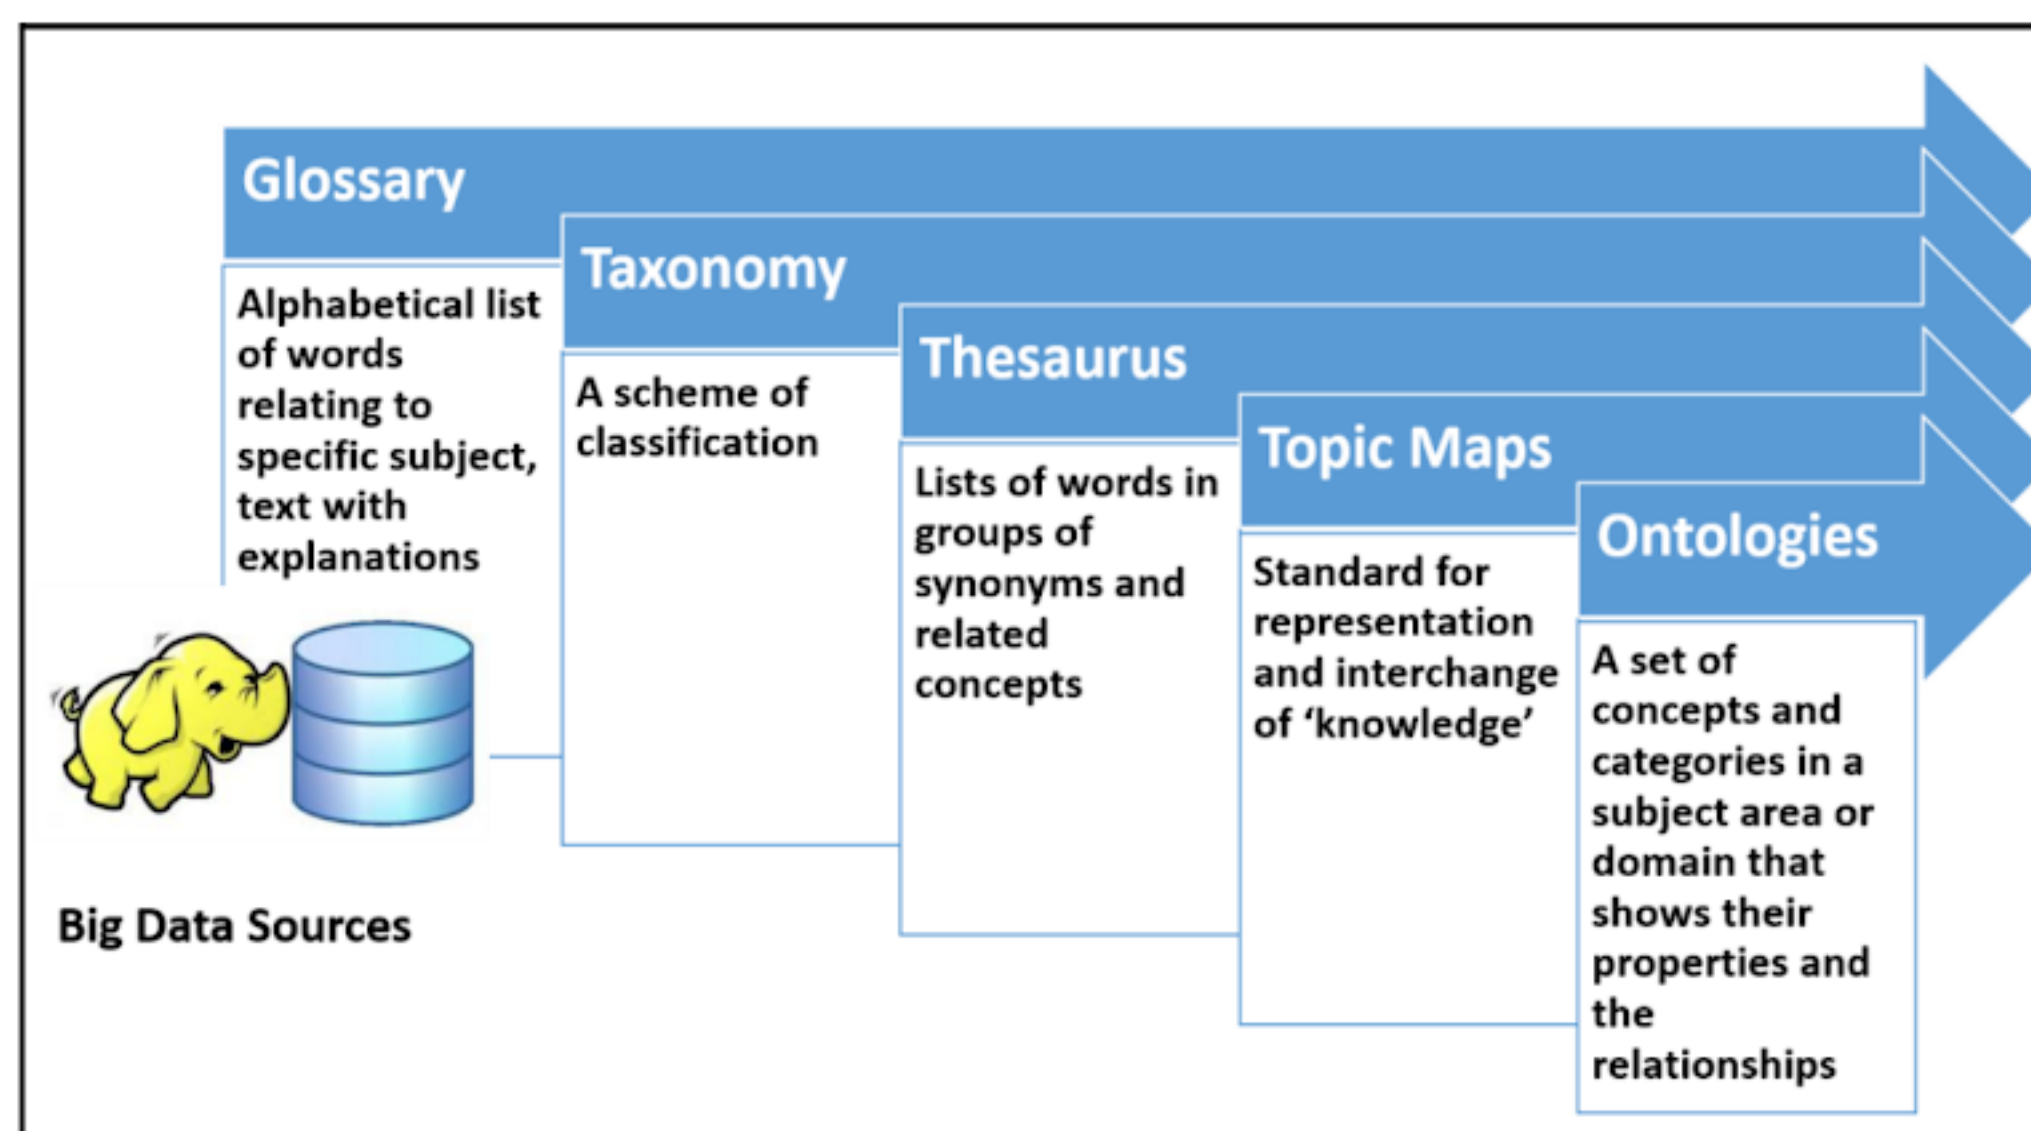 Glossary
Alphabetical list
of words
relating to
specific subject,
text with
explanations
Taxonomy
A scheme of
classification
Thesaurus
Lists of words in
groups of
synonyms and
related
concepts
Topic Maps
Standard for
representation
and interchange
of ‘knowledge’
Ontologies
A set of
concepts and
categories in a
subject area or
domain that
shows their
properties and
the
relationships
Big Data Sources